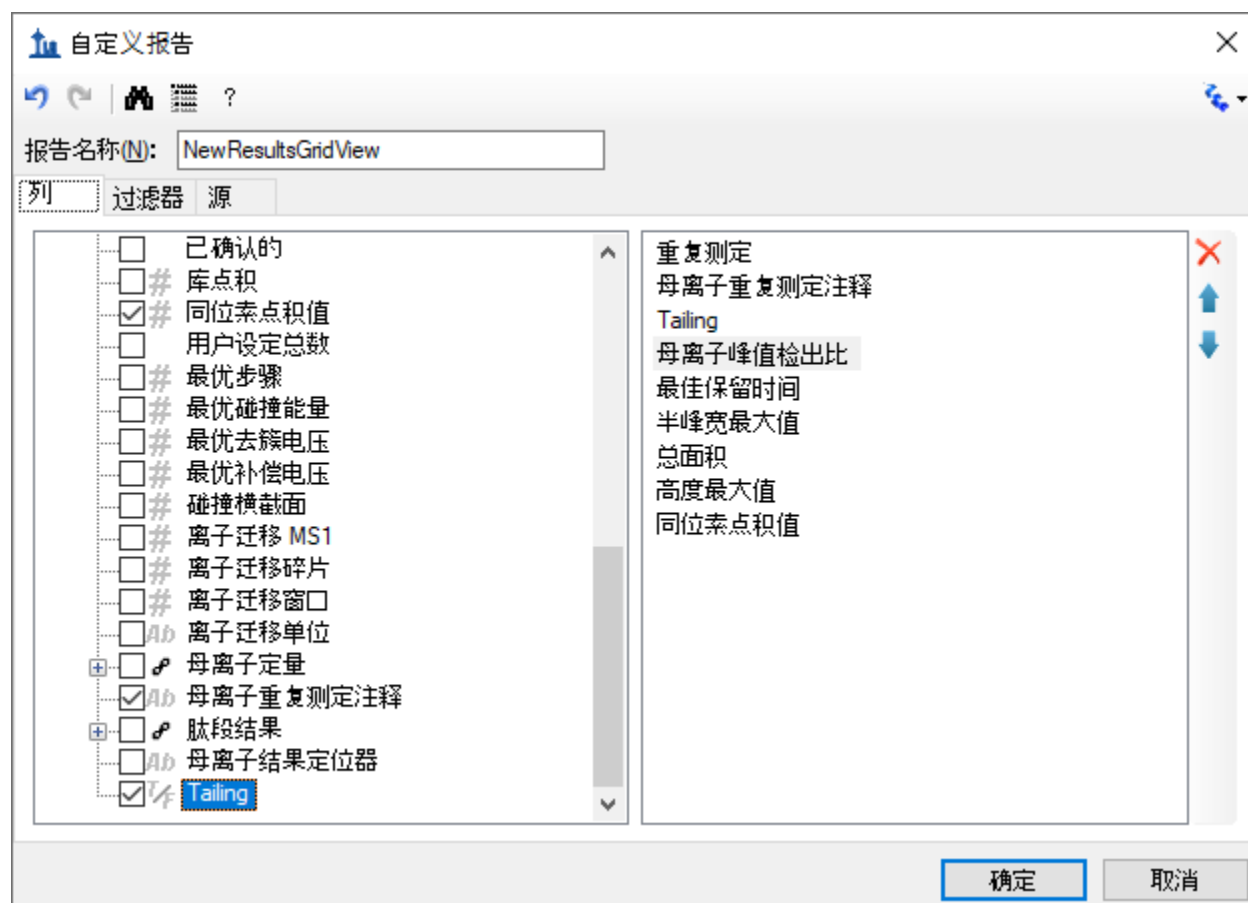 自定义报告
?
报告名称(N): NewResultsGridView
列 过滤器 源
已确认的
# 库点积
# 同位素点积值
用户设定总数
# 最优步骤
# 最优碰撞能量
# 最优去簇电压
# 最优补偿电压
# 碰撞横截面
# 离子迁移 MS1
# 离子迁移碎片
# 离子迁移窗口
Ab 离子迁移单位
母离子定量
Ab 母离子重复测定注释
肽段结果
Ab 母离子结果定位器
T/F Tailing
重复测定
母离子重复测定注释
Tailing
母离子峰值检出比
最佳保留时间
半峰宽最大值
总面积
高度最大值
同位素点积值
确定 取消